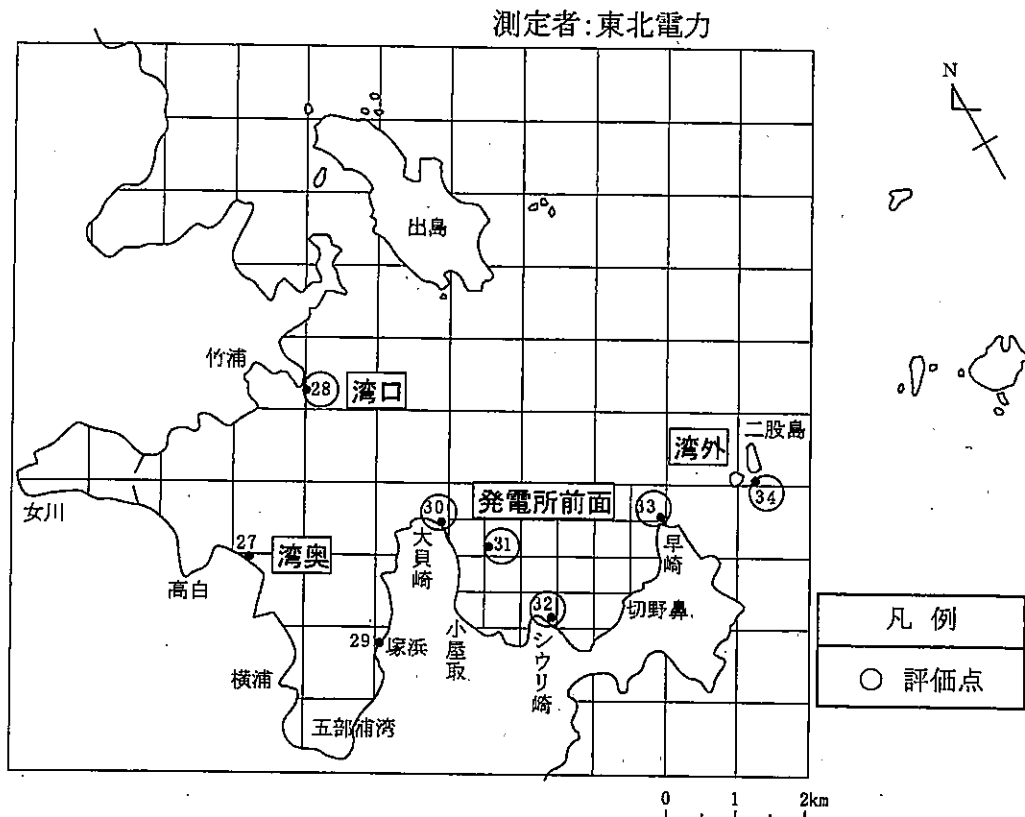 測定者:東北電力
N
出島
竹浦
28
湾口
二股島
湾外
34
女川
発電所前面
30
31
33
大貝崎
早崎
27
湾奥
高白
32
切野鼻
凡例
○ 評価点
29
塚浜
小屋取
シウリ崎
横浦
五部浦湾
0 1 2km